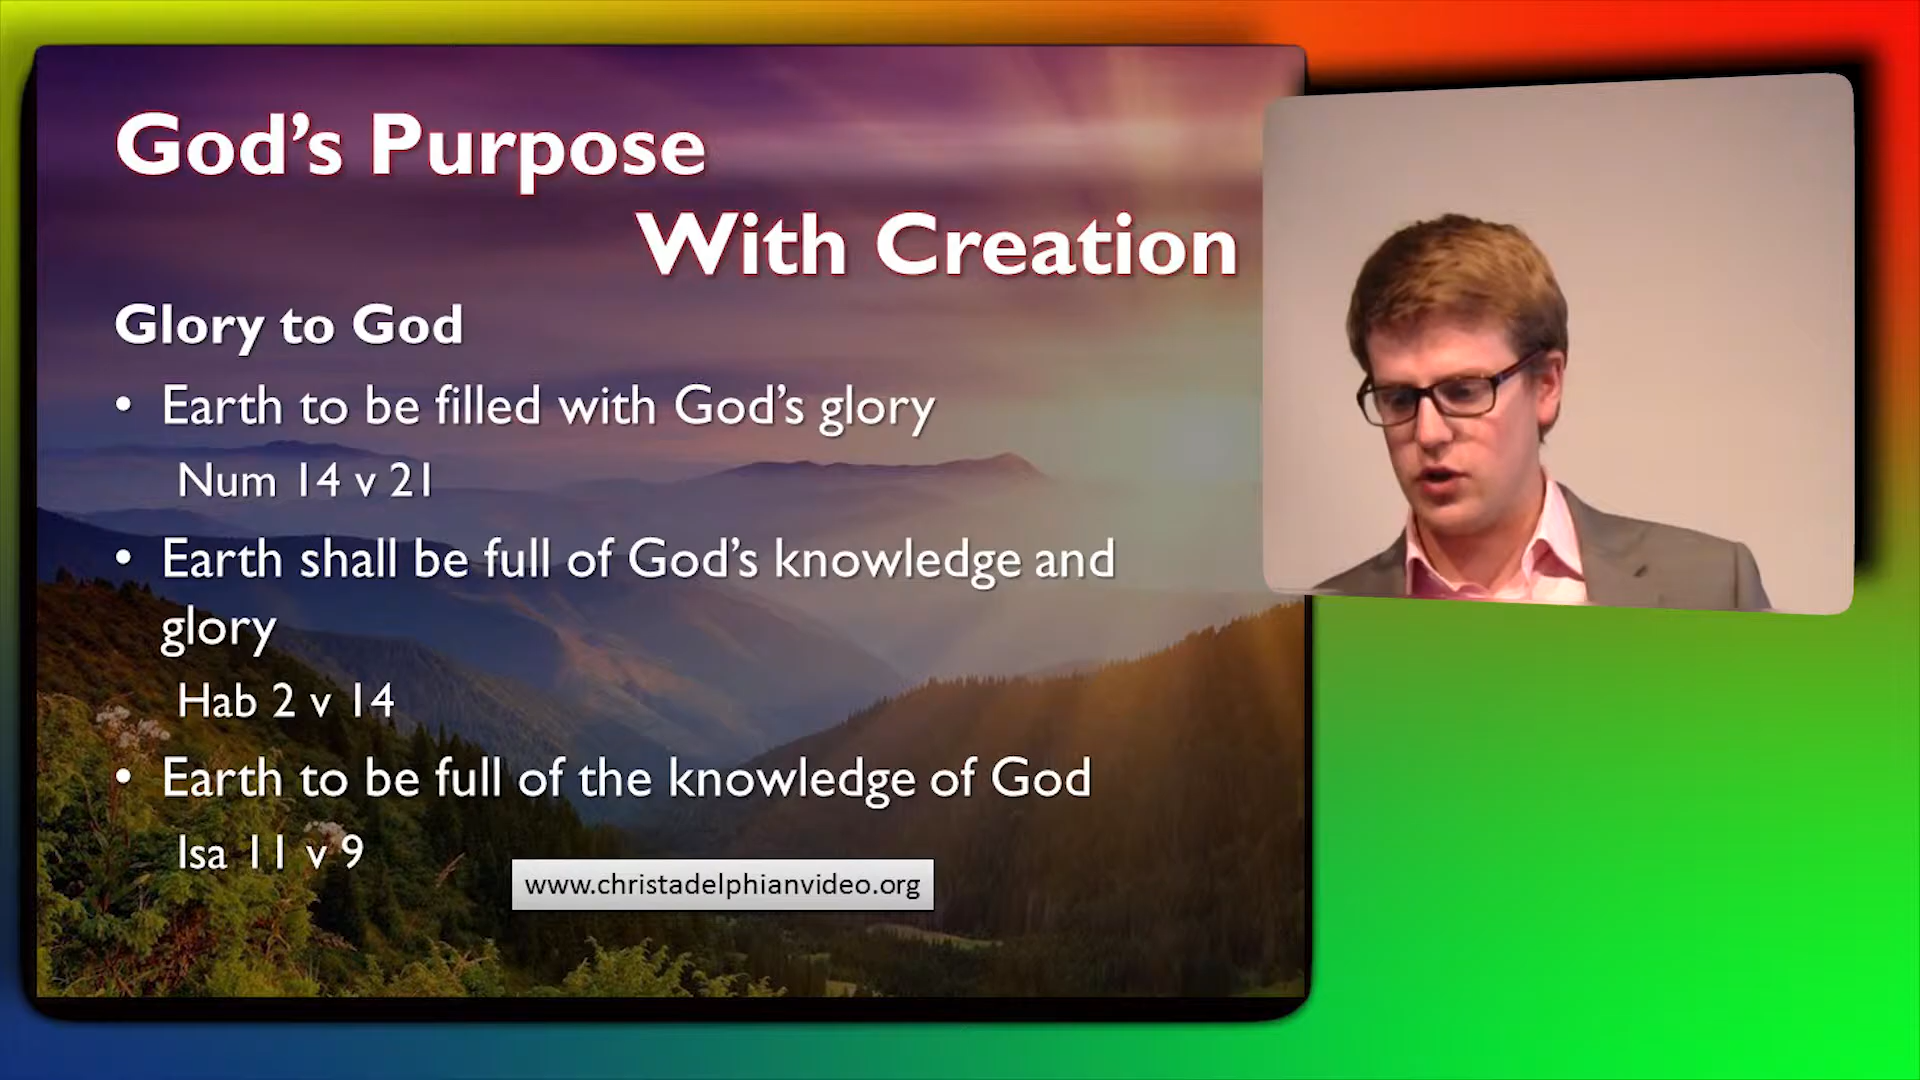 God’s Purpose
With Creation
Glory to God
• Earth to be filled with God’s glory
Num 14 v 21
• Earth shall be full of God’s knowledge and
glory
Hab 2 v 14
• Earth to be full of the knowledge of God
Isa 11 v 9
www.christadelphianvideo.org